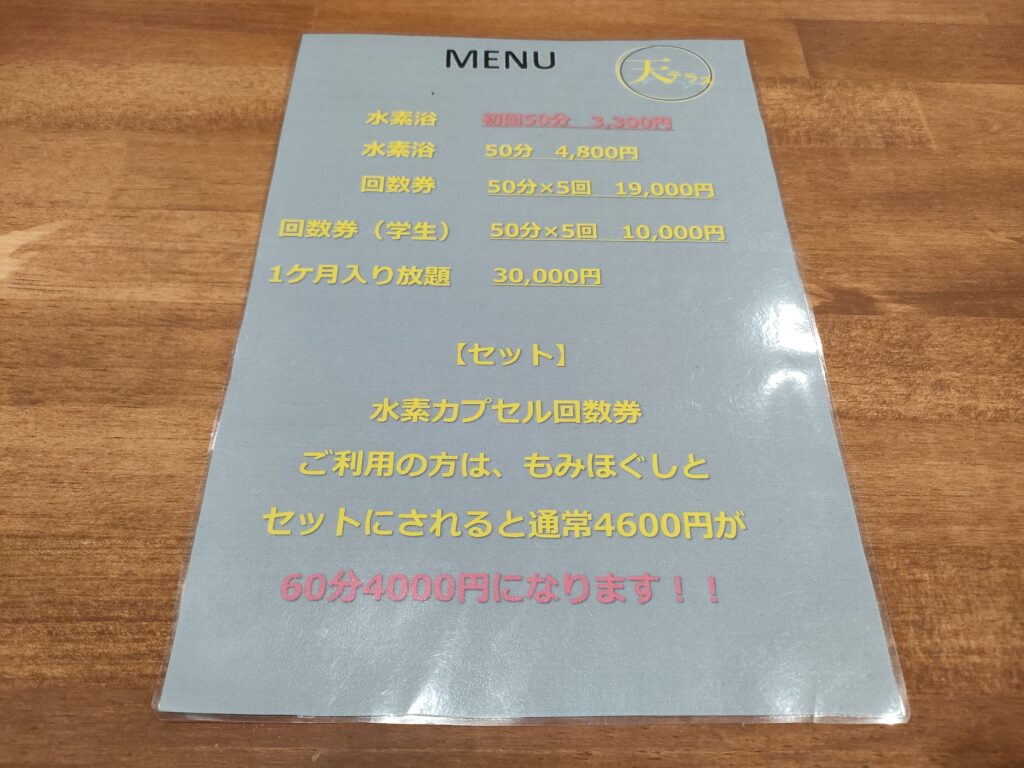 MENU
天テラス
水素浴 初回50分 3,300円
水素浴 50分 4,800円
回数券 50分×5回 19,000円
回数券（学生） 50分×5回 10,000円
1ケ月入り放題 30,000円
【セット】
水素カプセル回数券
ご利用の方は、もみほぐしと
セットにされると通常4600円が
60分4000円になります！！